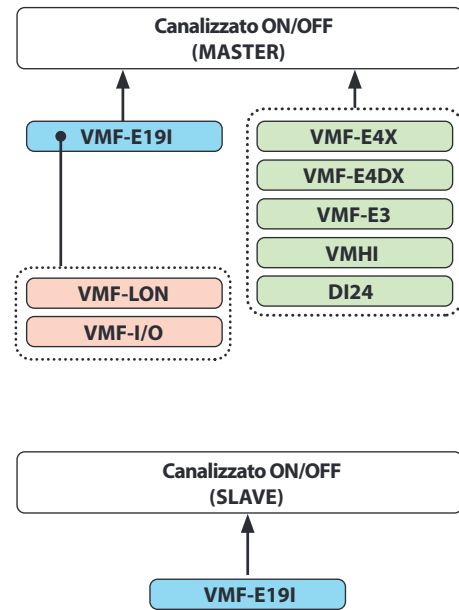 Canalizzato ON/OFF
(MASTER)
VMF-E19I
VMF-LON
VMF-I/O
VMF-E4X
VMF-E4DX
VMF-E3
VMHI
DI24
Canalizzato ON/OFF
(SLAVE)
VMF-E19I